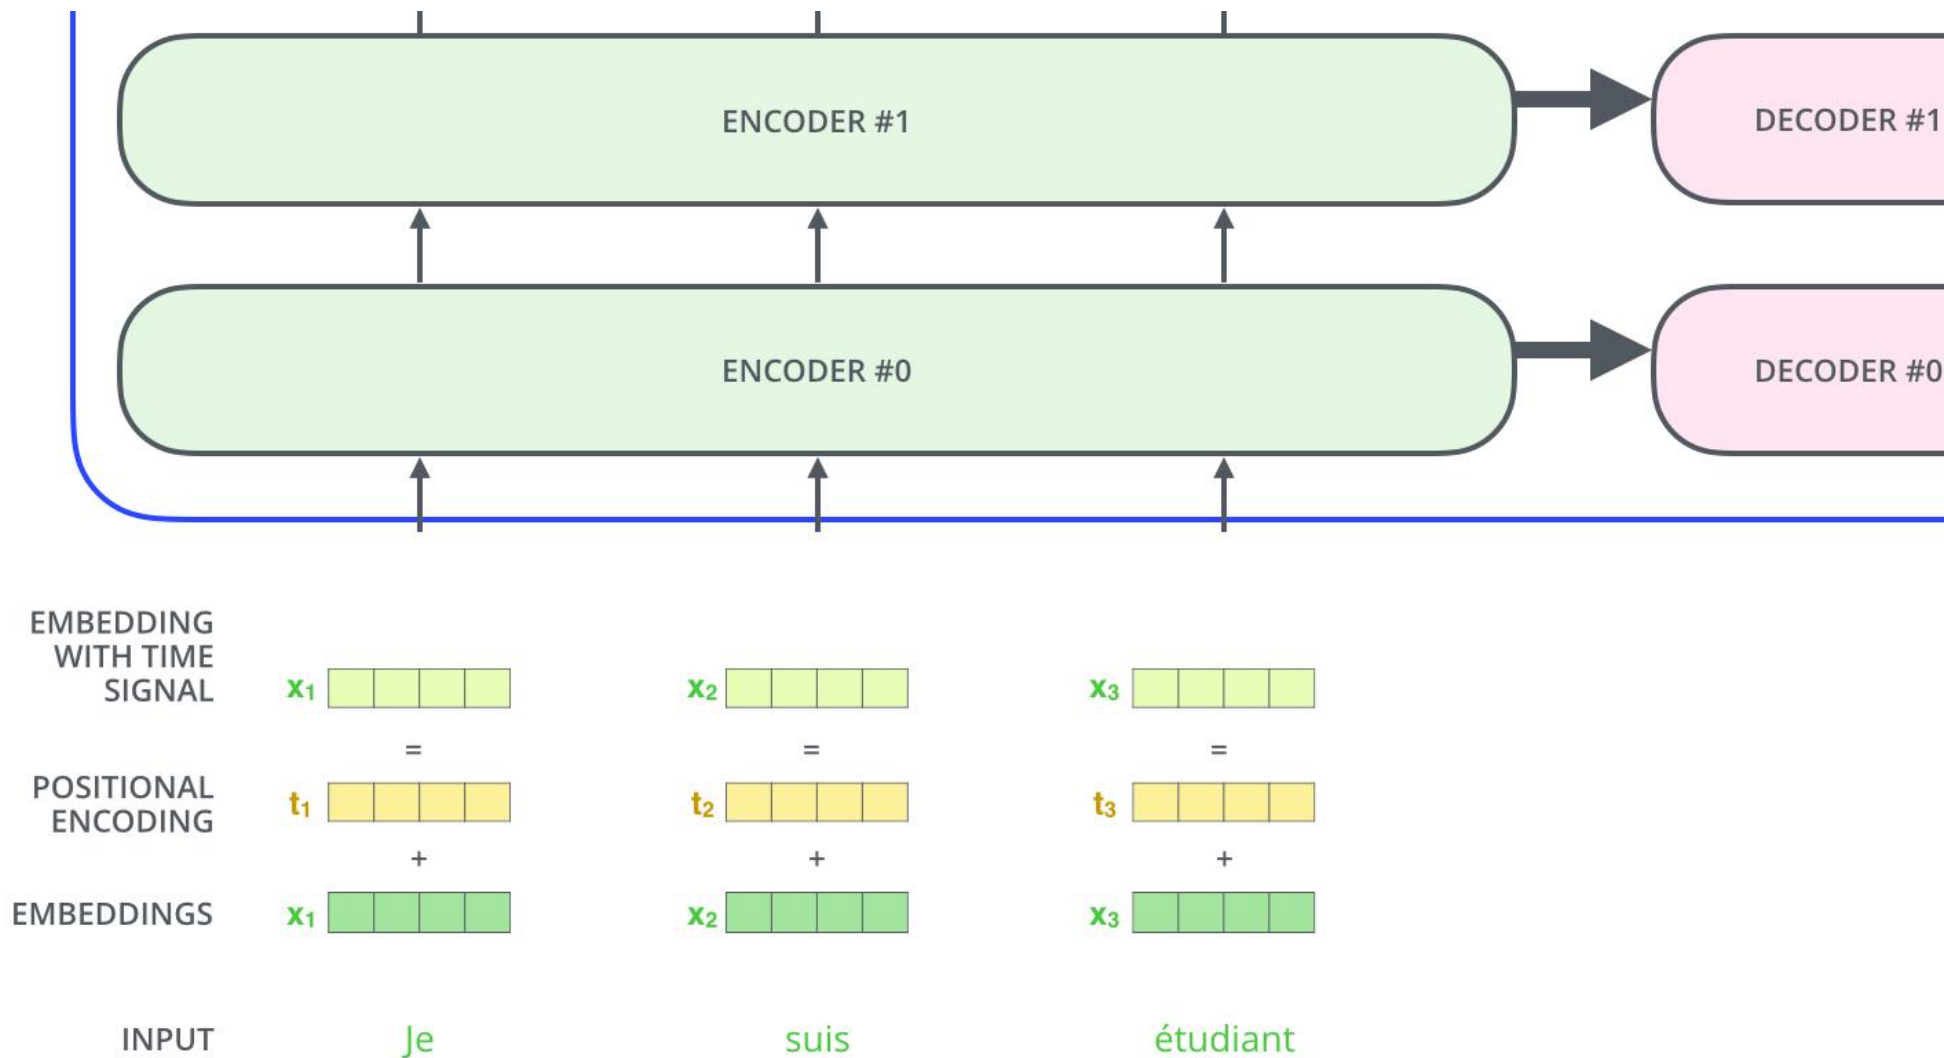 ENCODER #1
DECODER #1
ENCODER #0
DECODER #0
EMBEDDING
WITH TIME
SIGNAL
x₁
x₂
x₃
= = =
POSITIONAL
ENCODING
t₁
t₂
t₃
+ + +
EMBEDDINGS
x₁
x₂
x₃
INPUT
Je
suis
étudiant